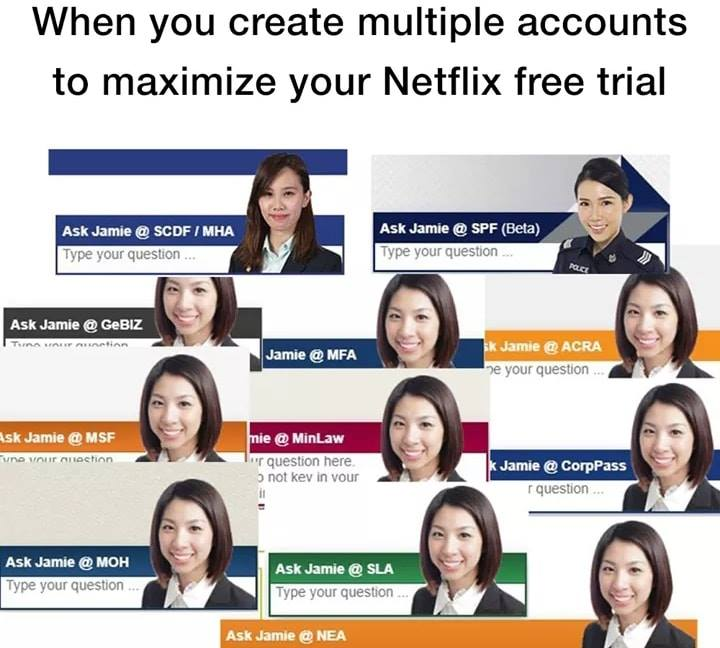 When you create multiple accounts
to maximize your Netflix free trial
Ask Jamie @ SCDF / MHA
Type your question ...
Ask Jamie @ SPF (Beta)
Type your question ...
POLICE
Ask Jamie @ GeBIZ
Type your question
Jamie @ MFA
sk Jamie @ ACRA
pe your question ...
Ask Jamie @ MSF
Type your question
mie @ MinLaw
ur question here.
o not key in your
k Jamie @ CorpPass
r question ...
Ask Jamie @ MOH
Type your question ...
Ask Jamie @ SLA
Type your question ...
Ask Jamie @ NEA